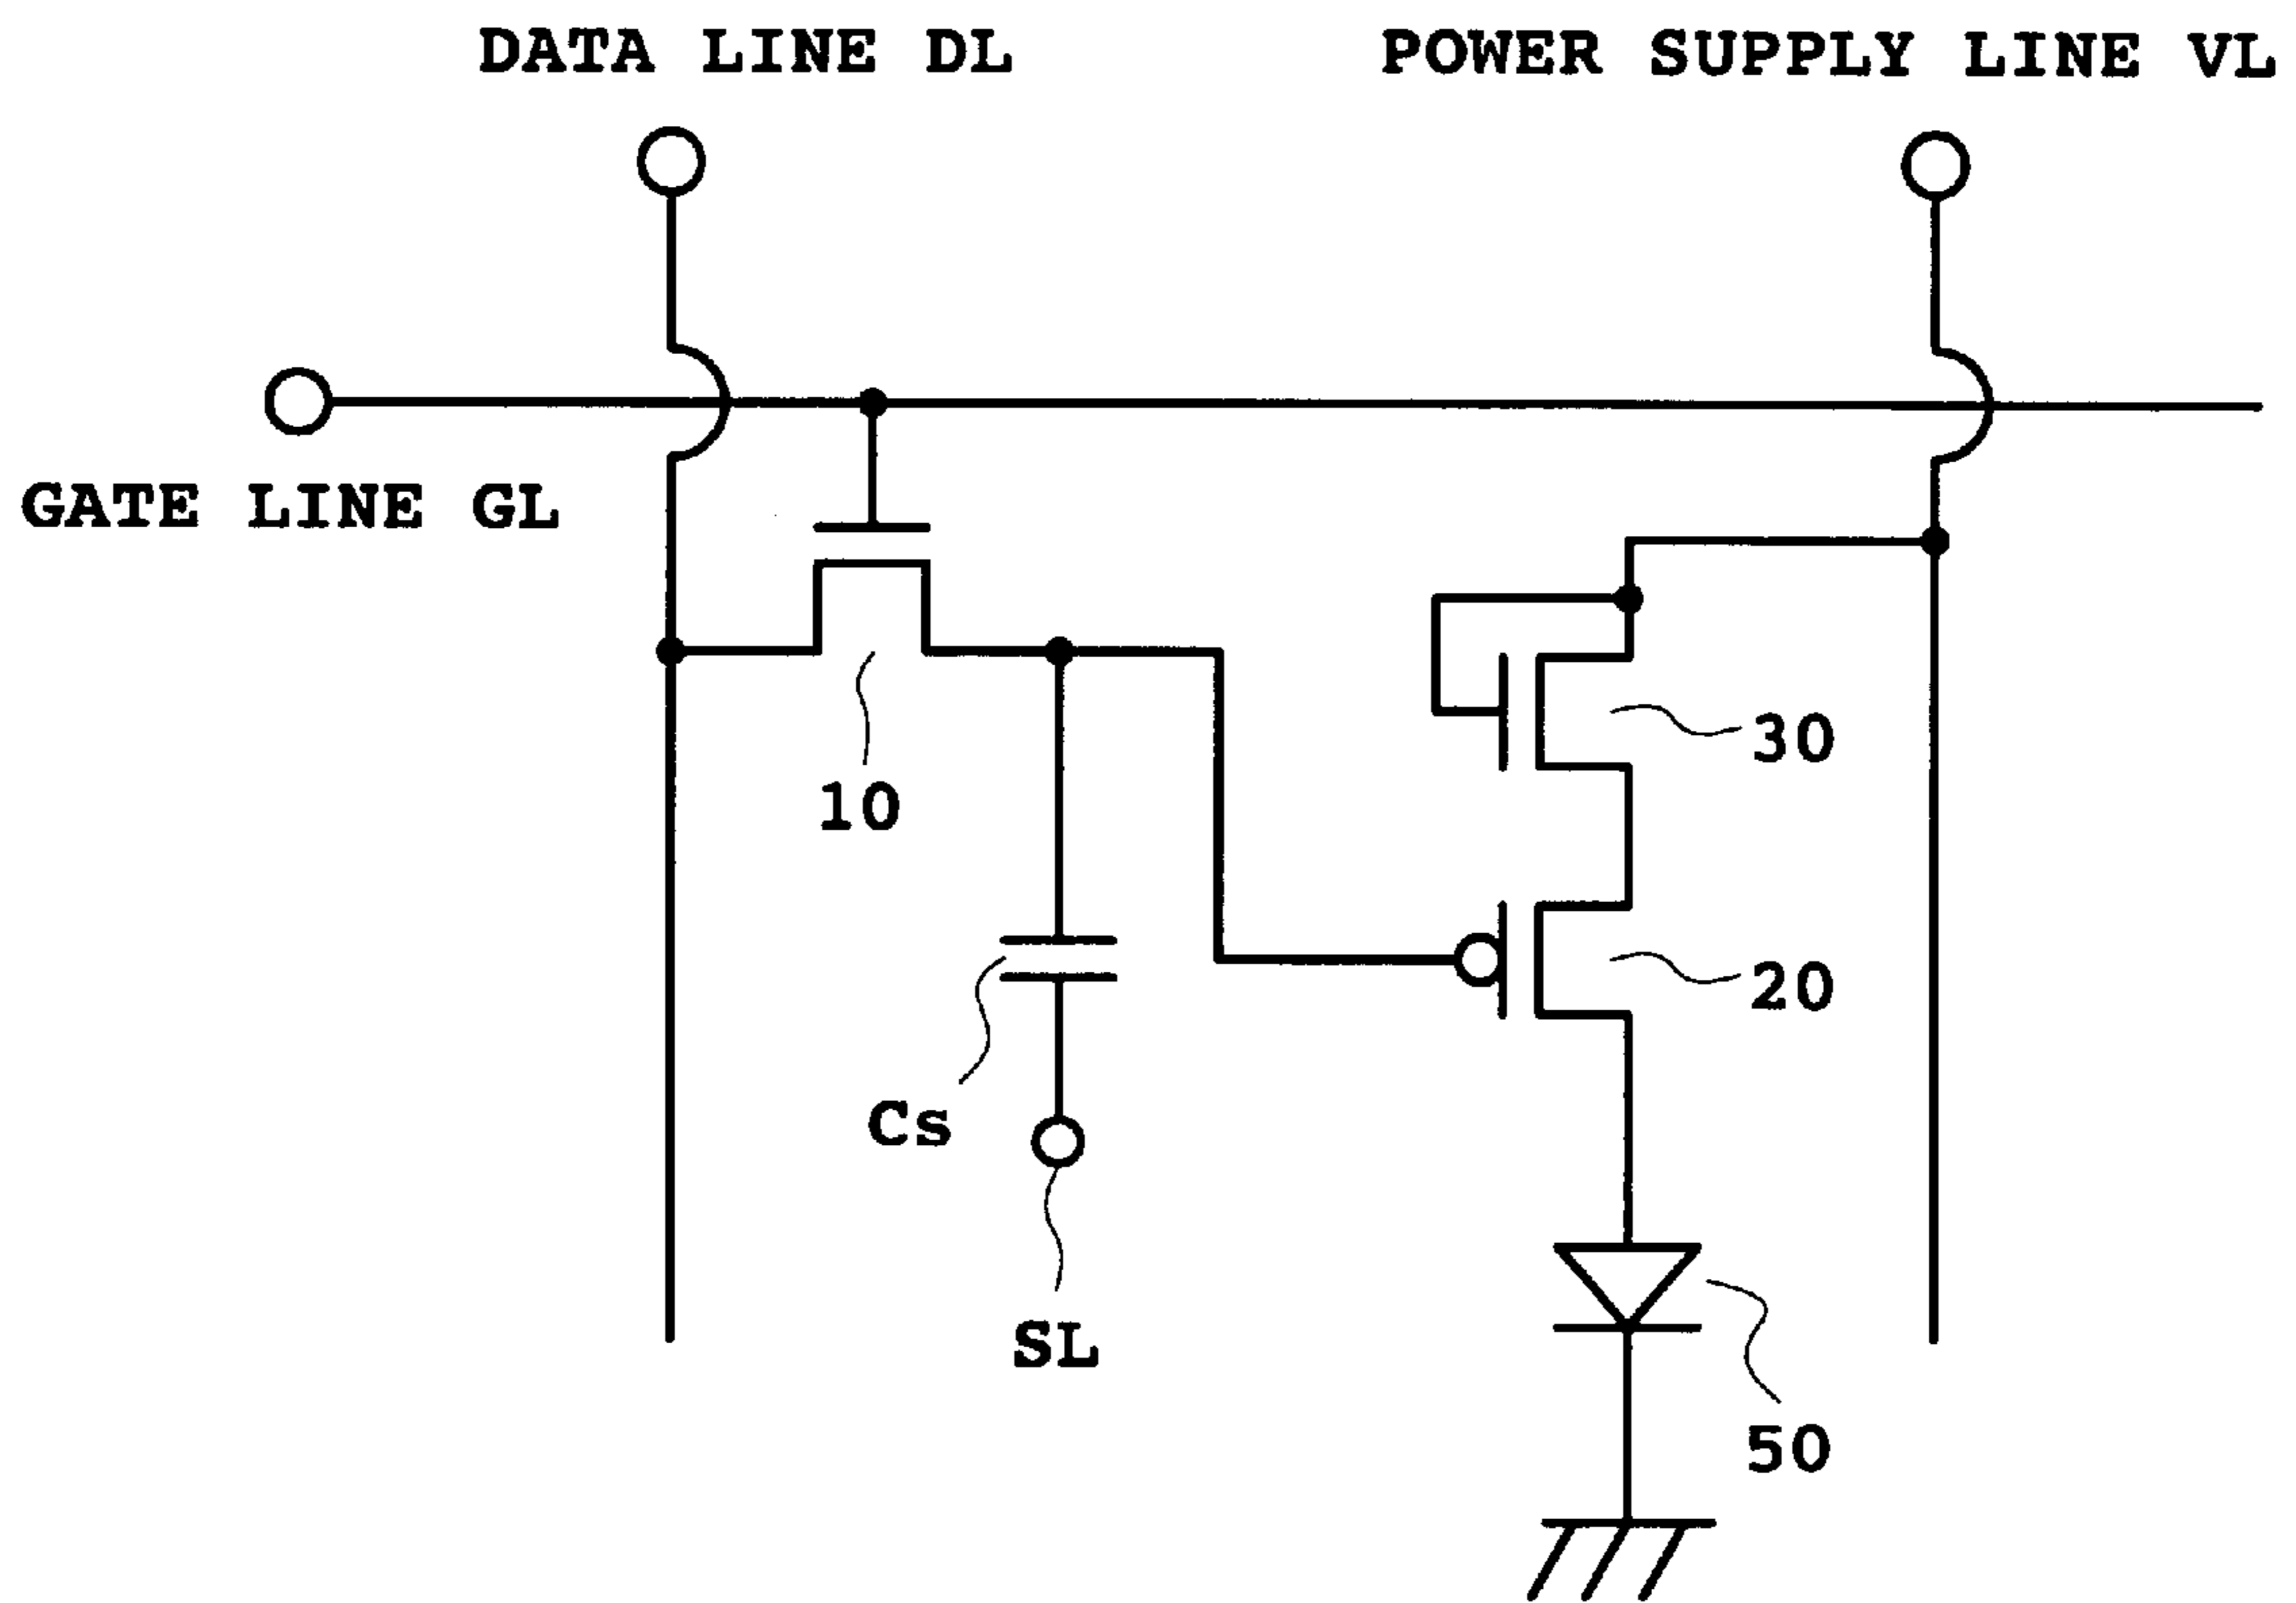 DATA LINE DL
POWER SUPPLY LINE VL
GATE LINE GL
30
10
20
Cs
SL
50